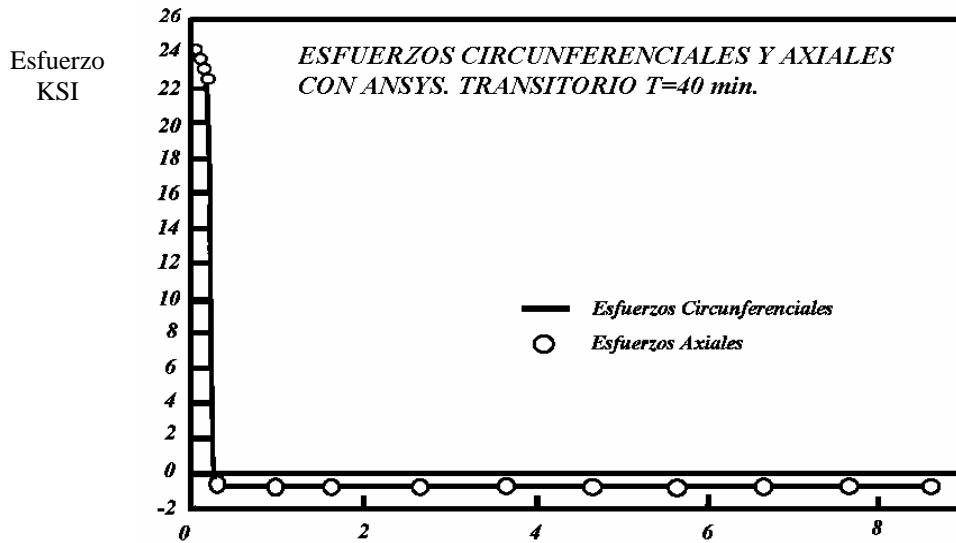 Esfuerzo
KSI
26
24
22
20
18
16
14
12
10
8
6
4
2
0
-2
ESFUERZOS CIRCUNFERENCIALES Y AXIALES
CON ANSYS. TRANSITORIO T=40 min.
Esfuerzos Circunferenciales
Esfuerzos Axiales
0 2 4 6 8